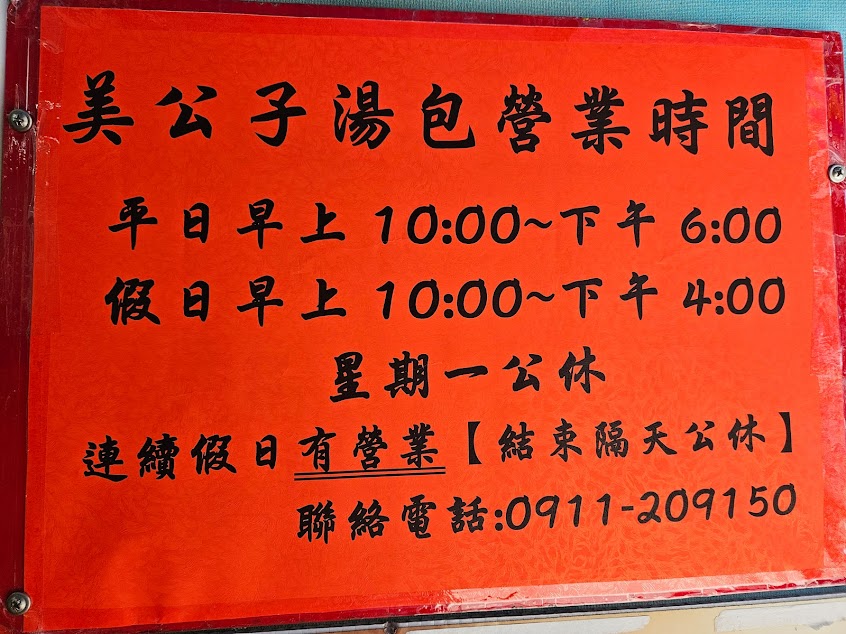 美公子湯包營業時間
平日早上 10:00~下午 6:00
假日早上 10:00~下午 4:00
星期一公休
連續假日有營業【結束隔天公休】
聯絡電話:0911-209150